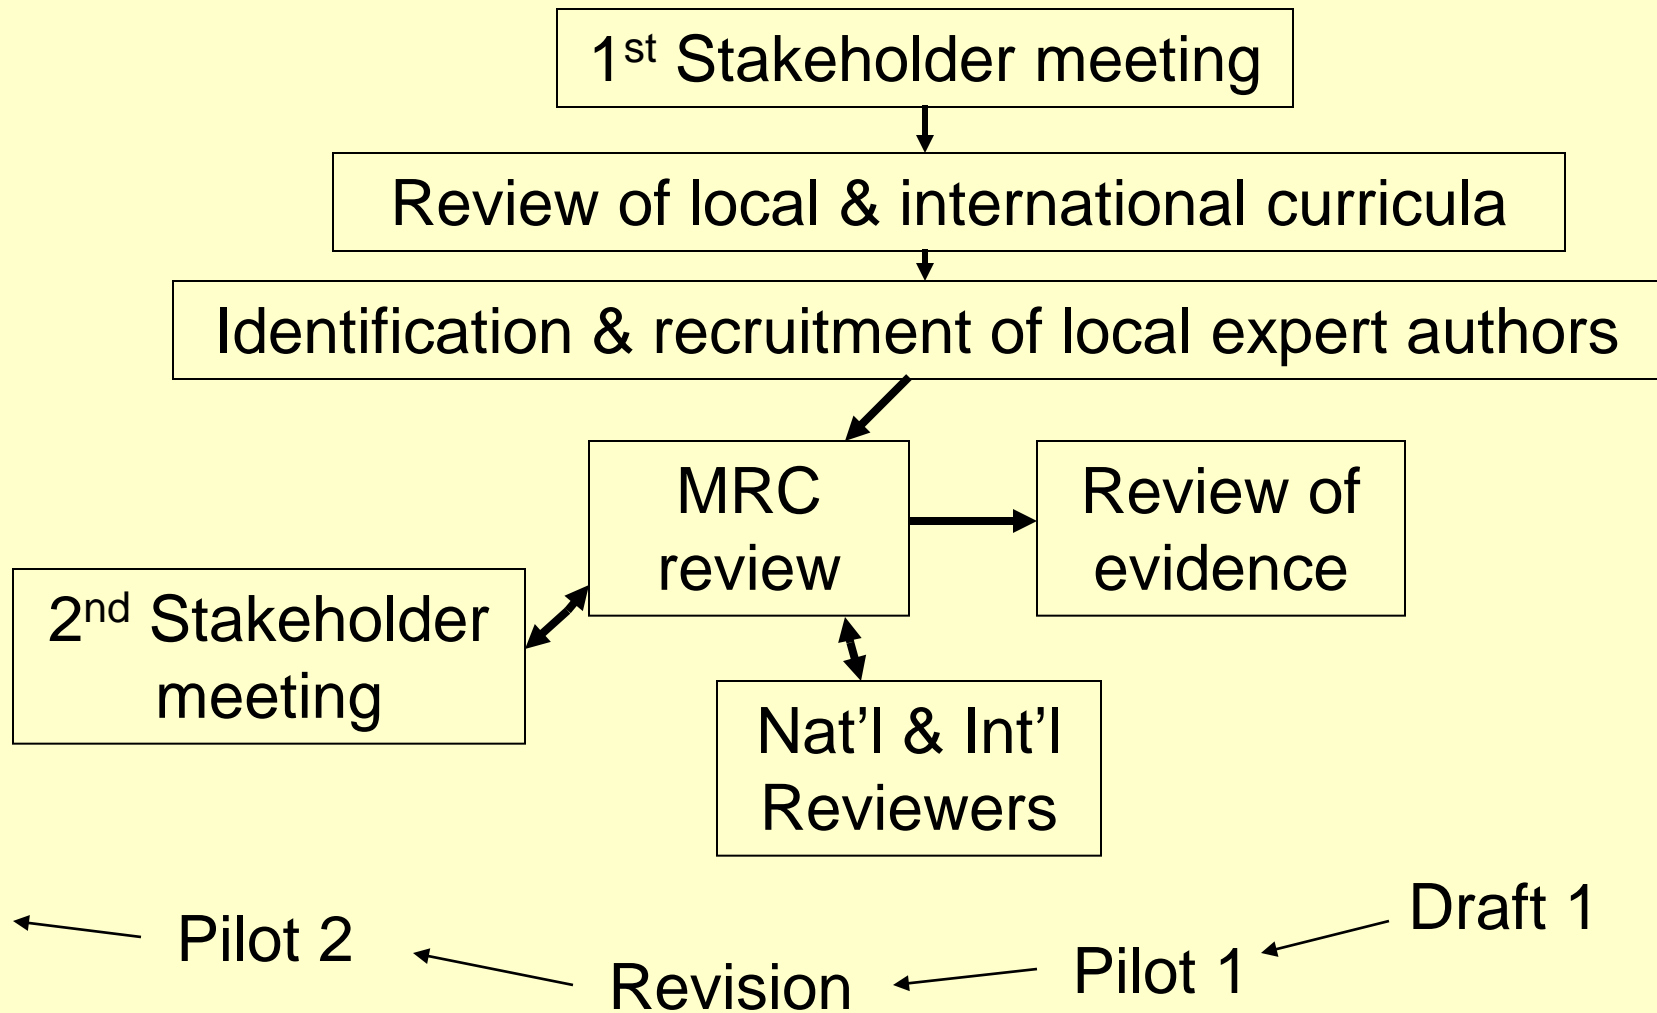 1st Stakeholder meeting
Review of local & international curricula
Identification & recruitment of local expert authors
MRC
review
Review of
evidence
2nd Stakeholder
meeting
Nat’l & Int’l
Reviewers
Draft 1
Pilot 1
Revision
Pilot 2